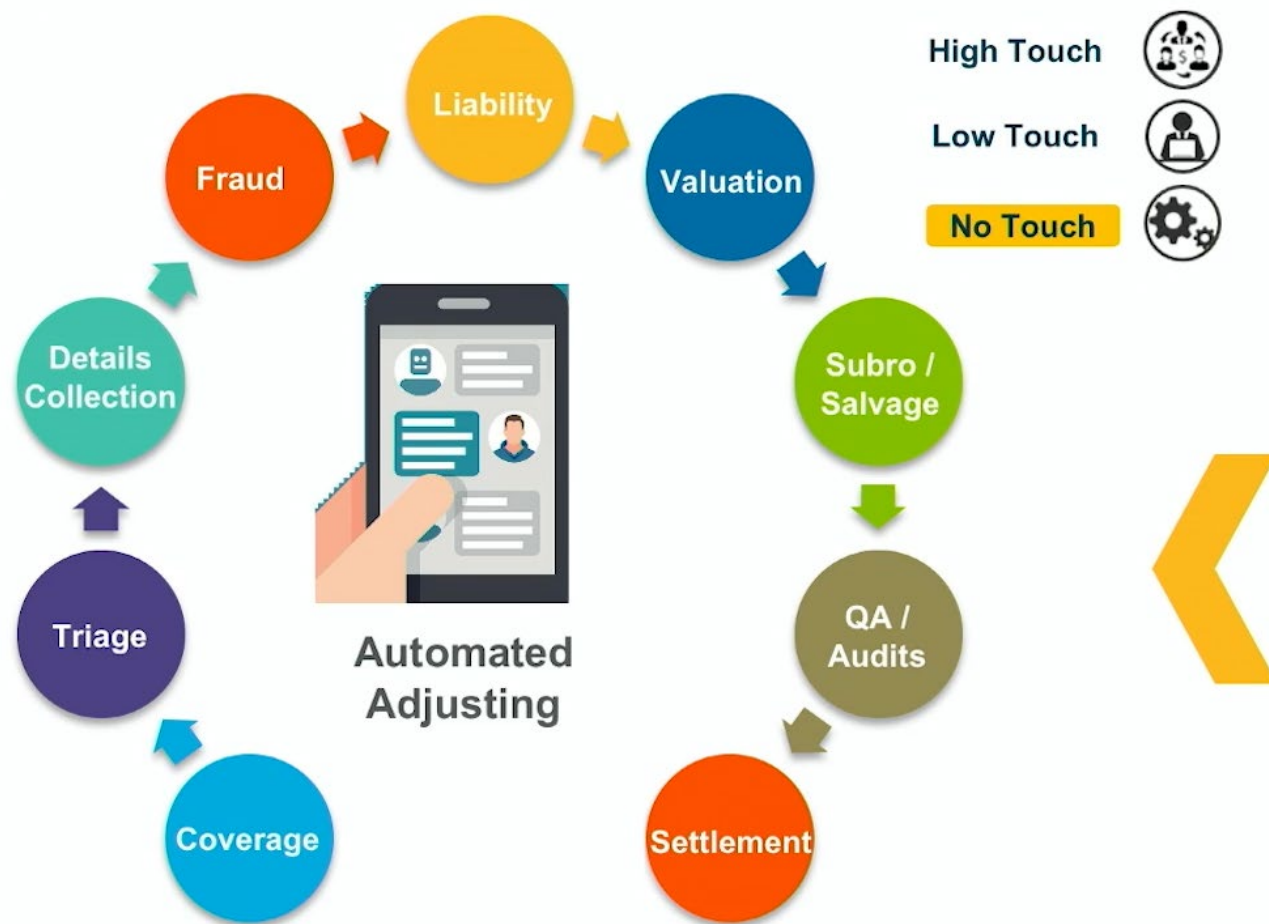 High Touch
Low Touch
No Touch
Liability
Fraud
Valuation
Details
Collection
Subro /
Salvage
Triage
QA /
Audits
Automated
Adjusting
Coverage
Settlement